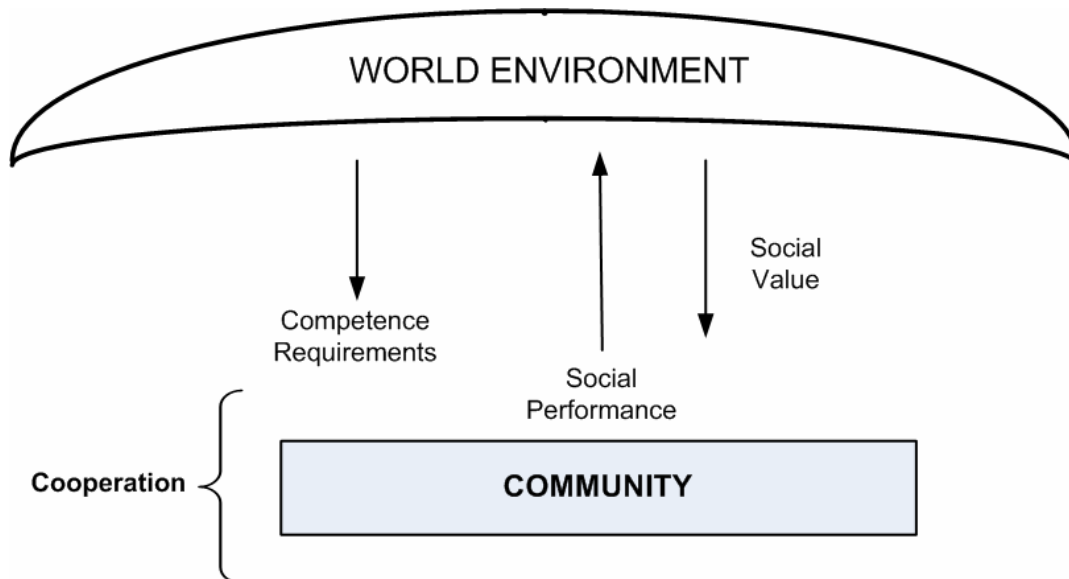 WORLD ENVIRONMENT
Social
Value
Competence
Requirements
Social
Performance
Cooperation
COMMUNITY